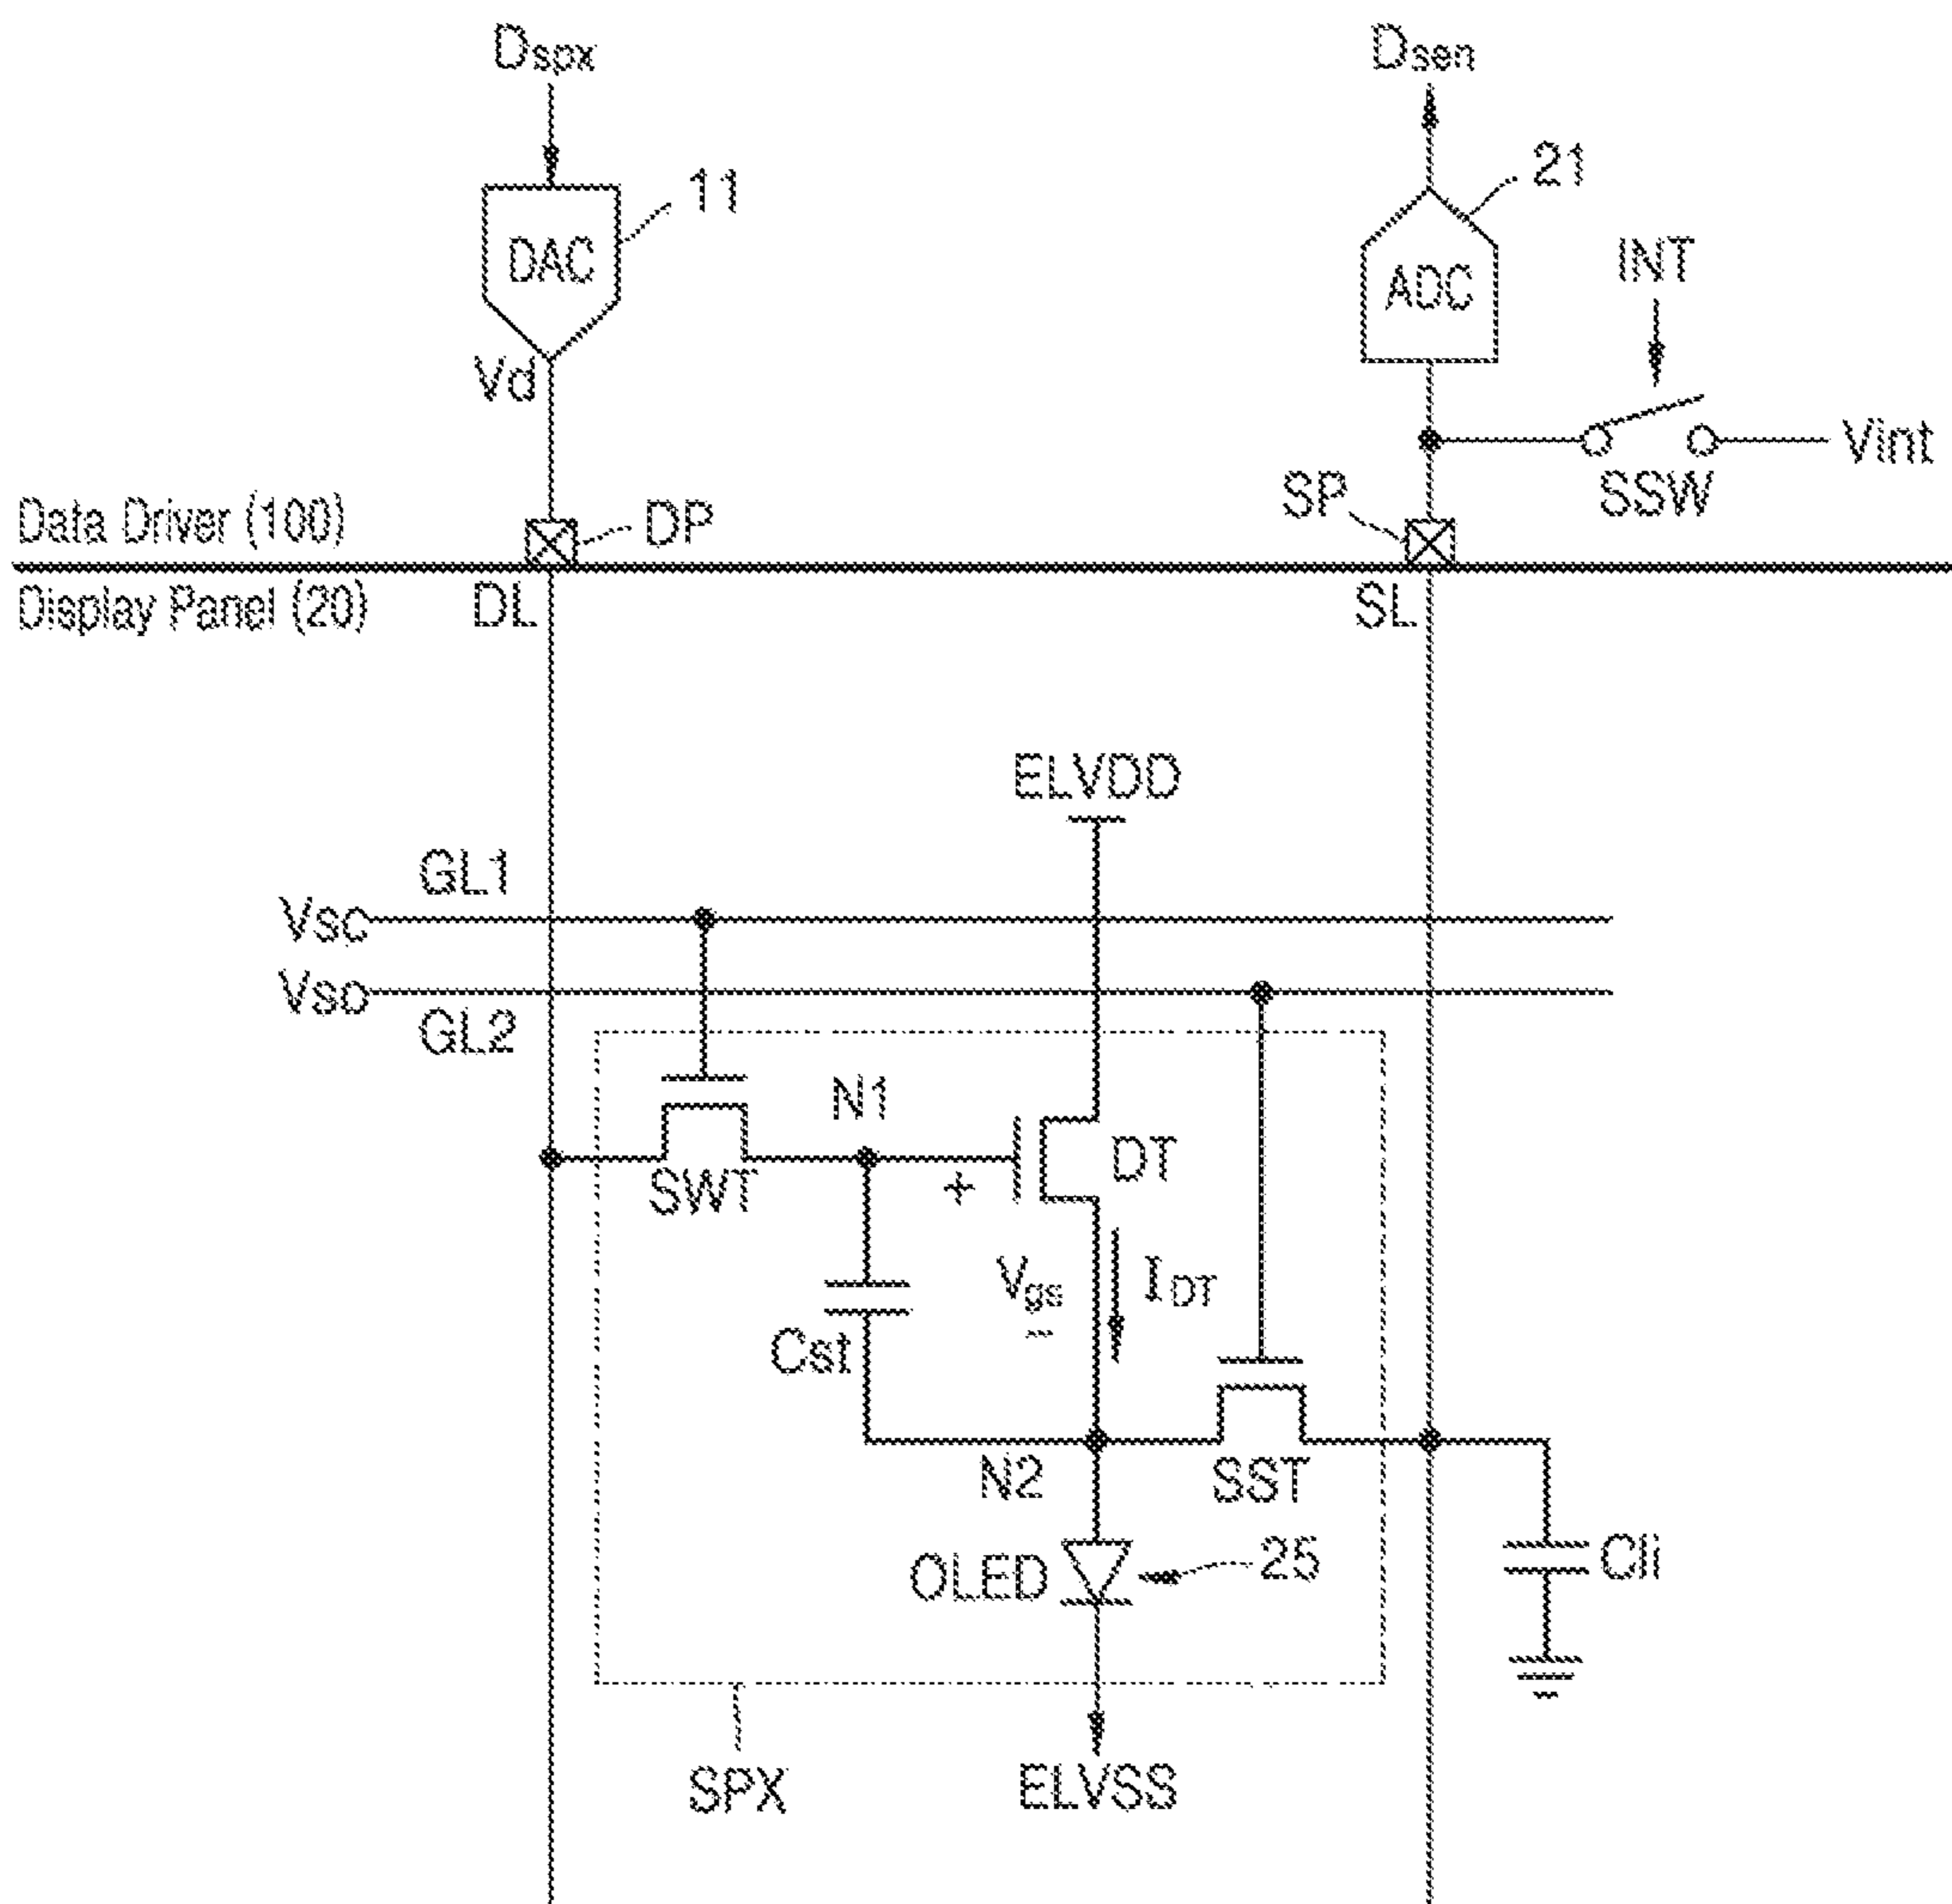 Dspx
Dsen
11
21
DAC
ADC
INT
Vd
Vint
SSW
SP
DP
Data Driver (100)
Display Panel (20)
DL
SL
ELVDD
GL1
Vsc
Vso
GL2
N1
DT
SWT
+
Vgs
IDT
-
Cst
N2
SST
OLED
25
Cli
SPX
ELVSS